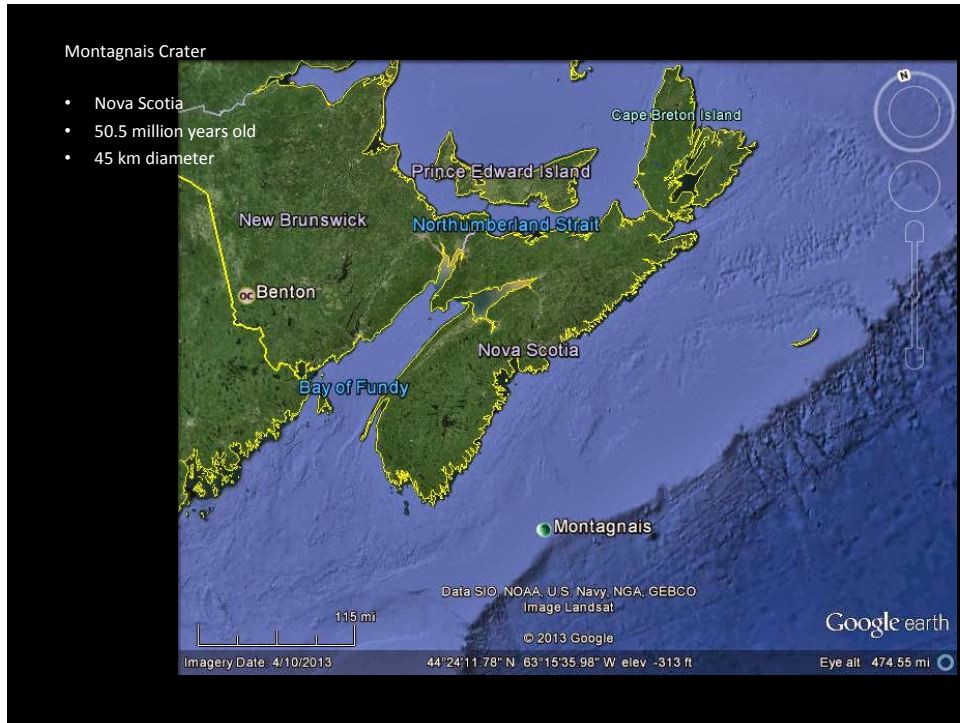 Montagnais Crater
• Nova Scotia
• 50.5 million years old
• 45 km diameter
N
Cape Breton Island
Prince Edward Island
New Brunswick
Northumberland Strait
OC Benton
Nova Scotia
Bay of Fundy
Montagnais
Data SIO, NOAA, U.S. Navy, NGA, GEBCO
Image Landsat
115 mi
© 2013 Google
Google earth
Imagery Date: 4/10/2013 44°24'11.78" N 63°15'35.98" W elev -313 ft Eye alt 474.55 mi